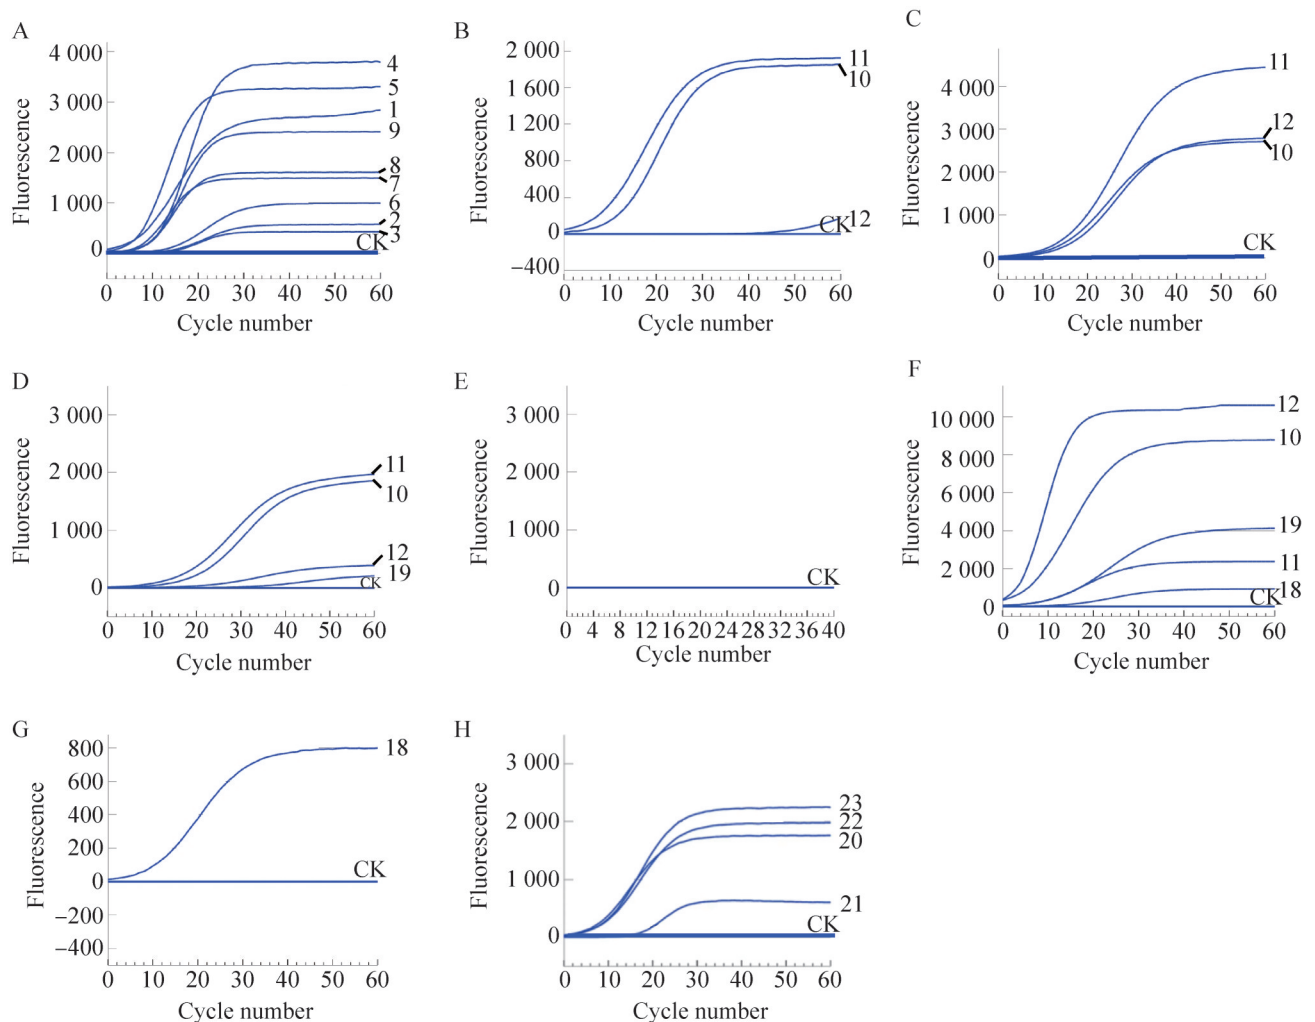 A
Fluorescence
4 000
3 000
2 000
1 000
0
4
5
1
9
8
7
6
2
3
CK
0 10 20 30 40 50 60
Cycle number
B
Fluorescence
2 000
1 600
1 200
800
400
0
−400
11
10
12
CK
0 10 20 30 40 50 60
Cycle number
C
Fluorescence
4 000
3 000
2 000
1 000
0
11
12
10
CK
0 10 20 30 40 50 60
Cycle number
D
Fluorescence
3 000
2 000
1 000
0
11
10
12
19
CK
0 10 20 30 40 50 60
Cycle number
E
Fluorescence
3 000
2 000
1 000
0
CK
0 4 8 12 16 20 24 28 32 36 40
Cycle number
F
Fluorescence
10 000
8 000
6 000
4 000
2 000
0
12
10
19
11
18
CK
0 10 20 30 40 50 60
Cycle number
G
Fluorescence
800
600
400
200
0
−200
−400
18
CK
0 10 20 30 40 50 60
Cycle number
H
Fluorescence
3 000
2 000
1 000
0
23
22
20
21
CK
0 10 20 30 40 50 60
Cycle number